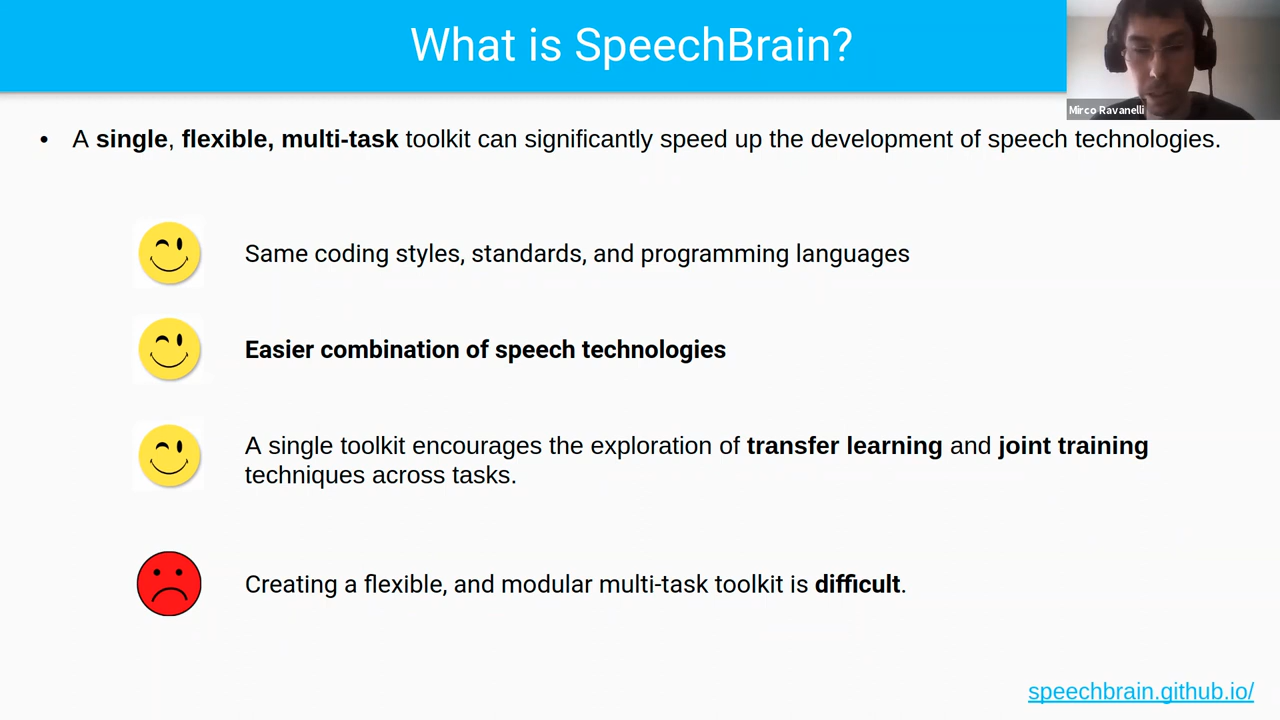 What is SpeechBrain?
Mirco Ravanelli
• A single, flexible, multi-task toolkit can significantly speed up the development of speech technologies.
Same coding styles, standards, and programming languages
Easier combination of speech technologies
A single toolkit encourages the exploration of transfer learning and joint training
techniques across tasks.
Creating a flexible, and modular multi-task toolkit is difficult.
speechbrain.github.io/